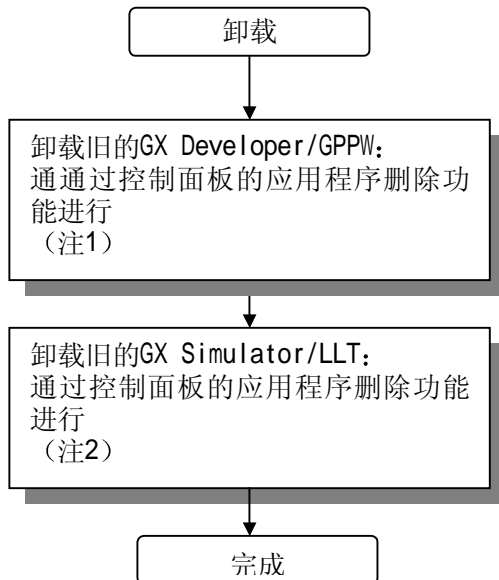 卸载
卸载旧的GX Developer/GPPW:
通通过控制面板的应用程序删除功
能进行
（注1）
卸载旧的GX Simulator/LLT:
通过控制面板的应用程序删除功能
进行
（注2）
完成